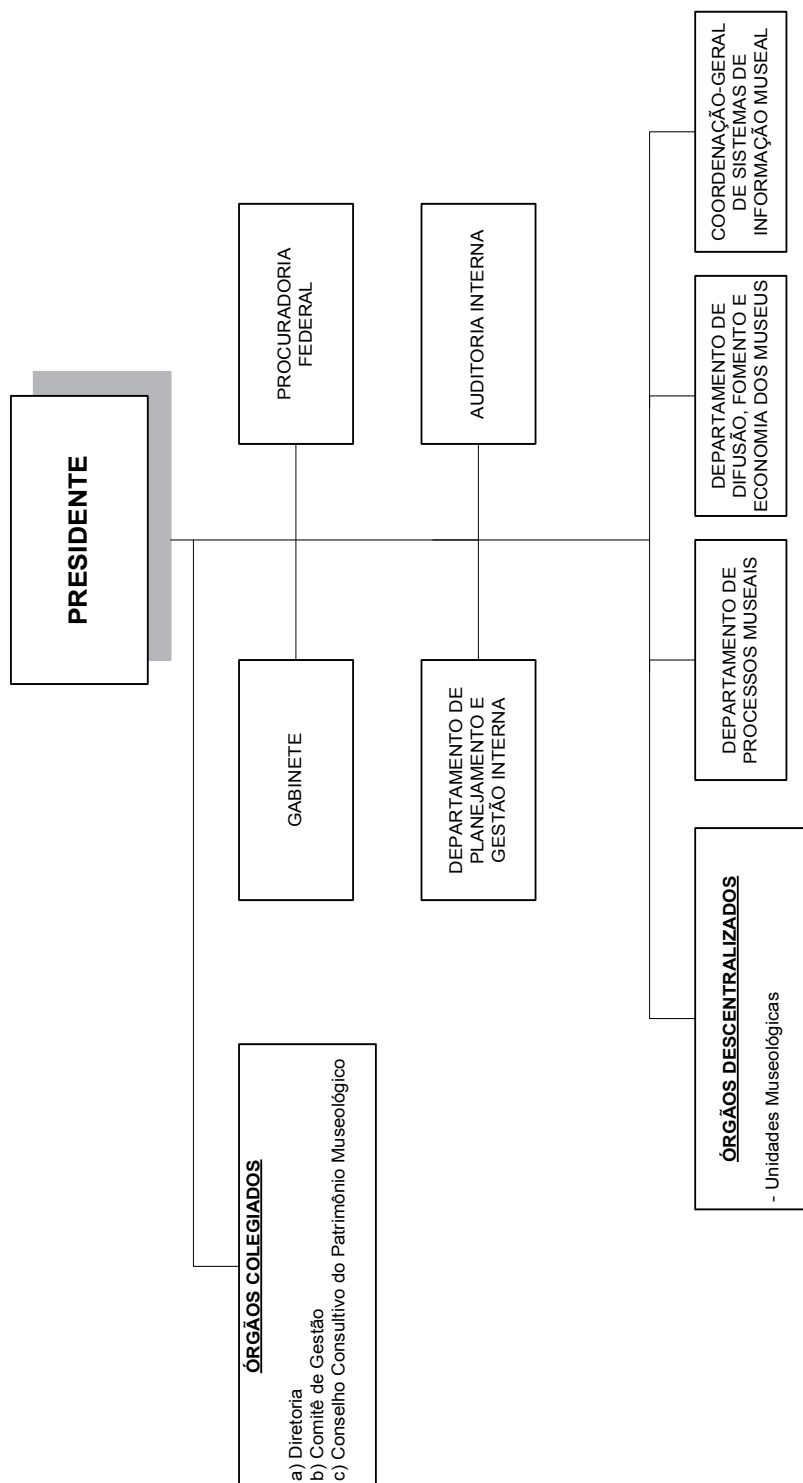 PRESIDENTE
ÓRGÃOS COLEGIADOS
a) Diretoria
b) Comitê de Gestão
c) Conselho Consultivo do Patrimônio Museológico
GABINETE
PROCURADORIA
FEDERAL
DEPARTAMENTO DE
PLANEJAMENTO E
GESTÃO INTERNA
AUDITORIA INTERNA
ÓRGÃOS DESCENTRALIZADOS
- Unidades Museológicas
DEPARTAMENTO DE
PROCESSOS MUSEAIS
DEPARTAMENTO DE
DIFUSÃO, FOMENTO E
ECONOMIA DOS MUSEUS
COORDENAÇÃO-GERAL
DE SISTEMAS DE
INFORMAÇÃO MUSEAL